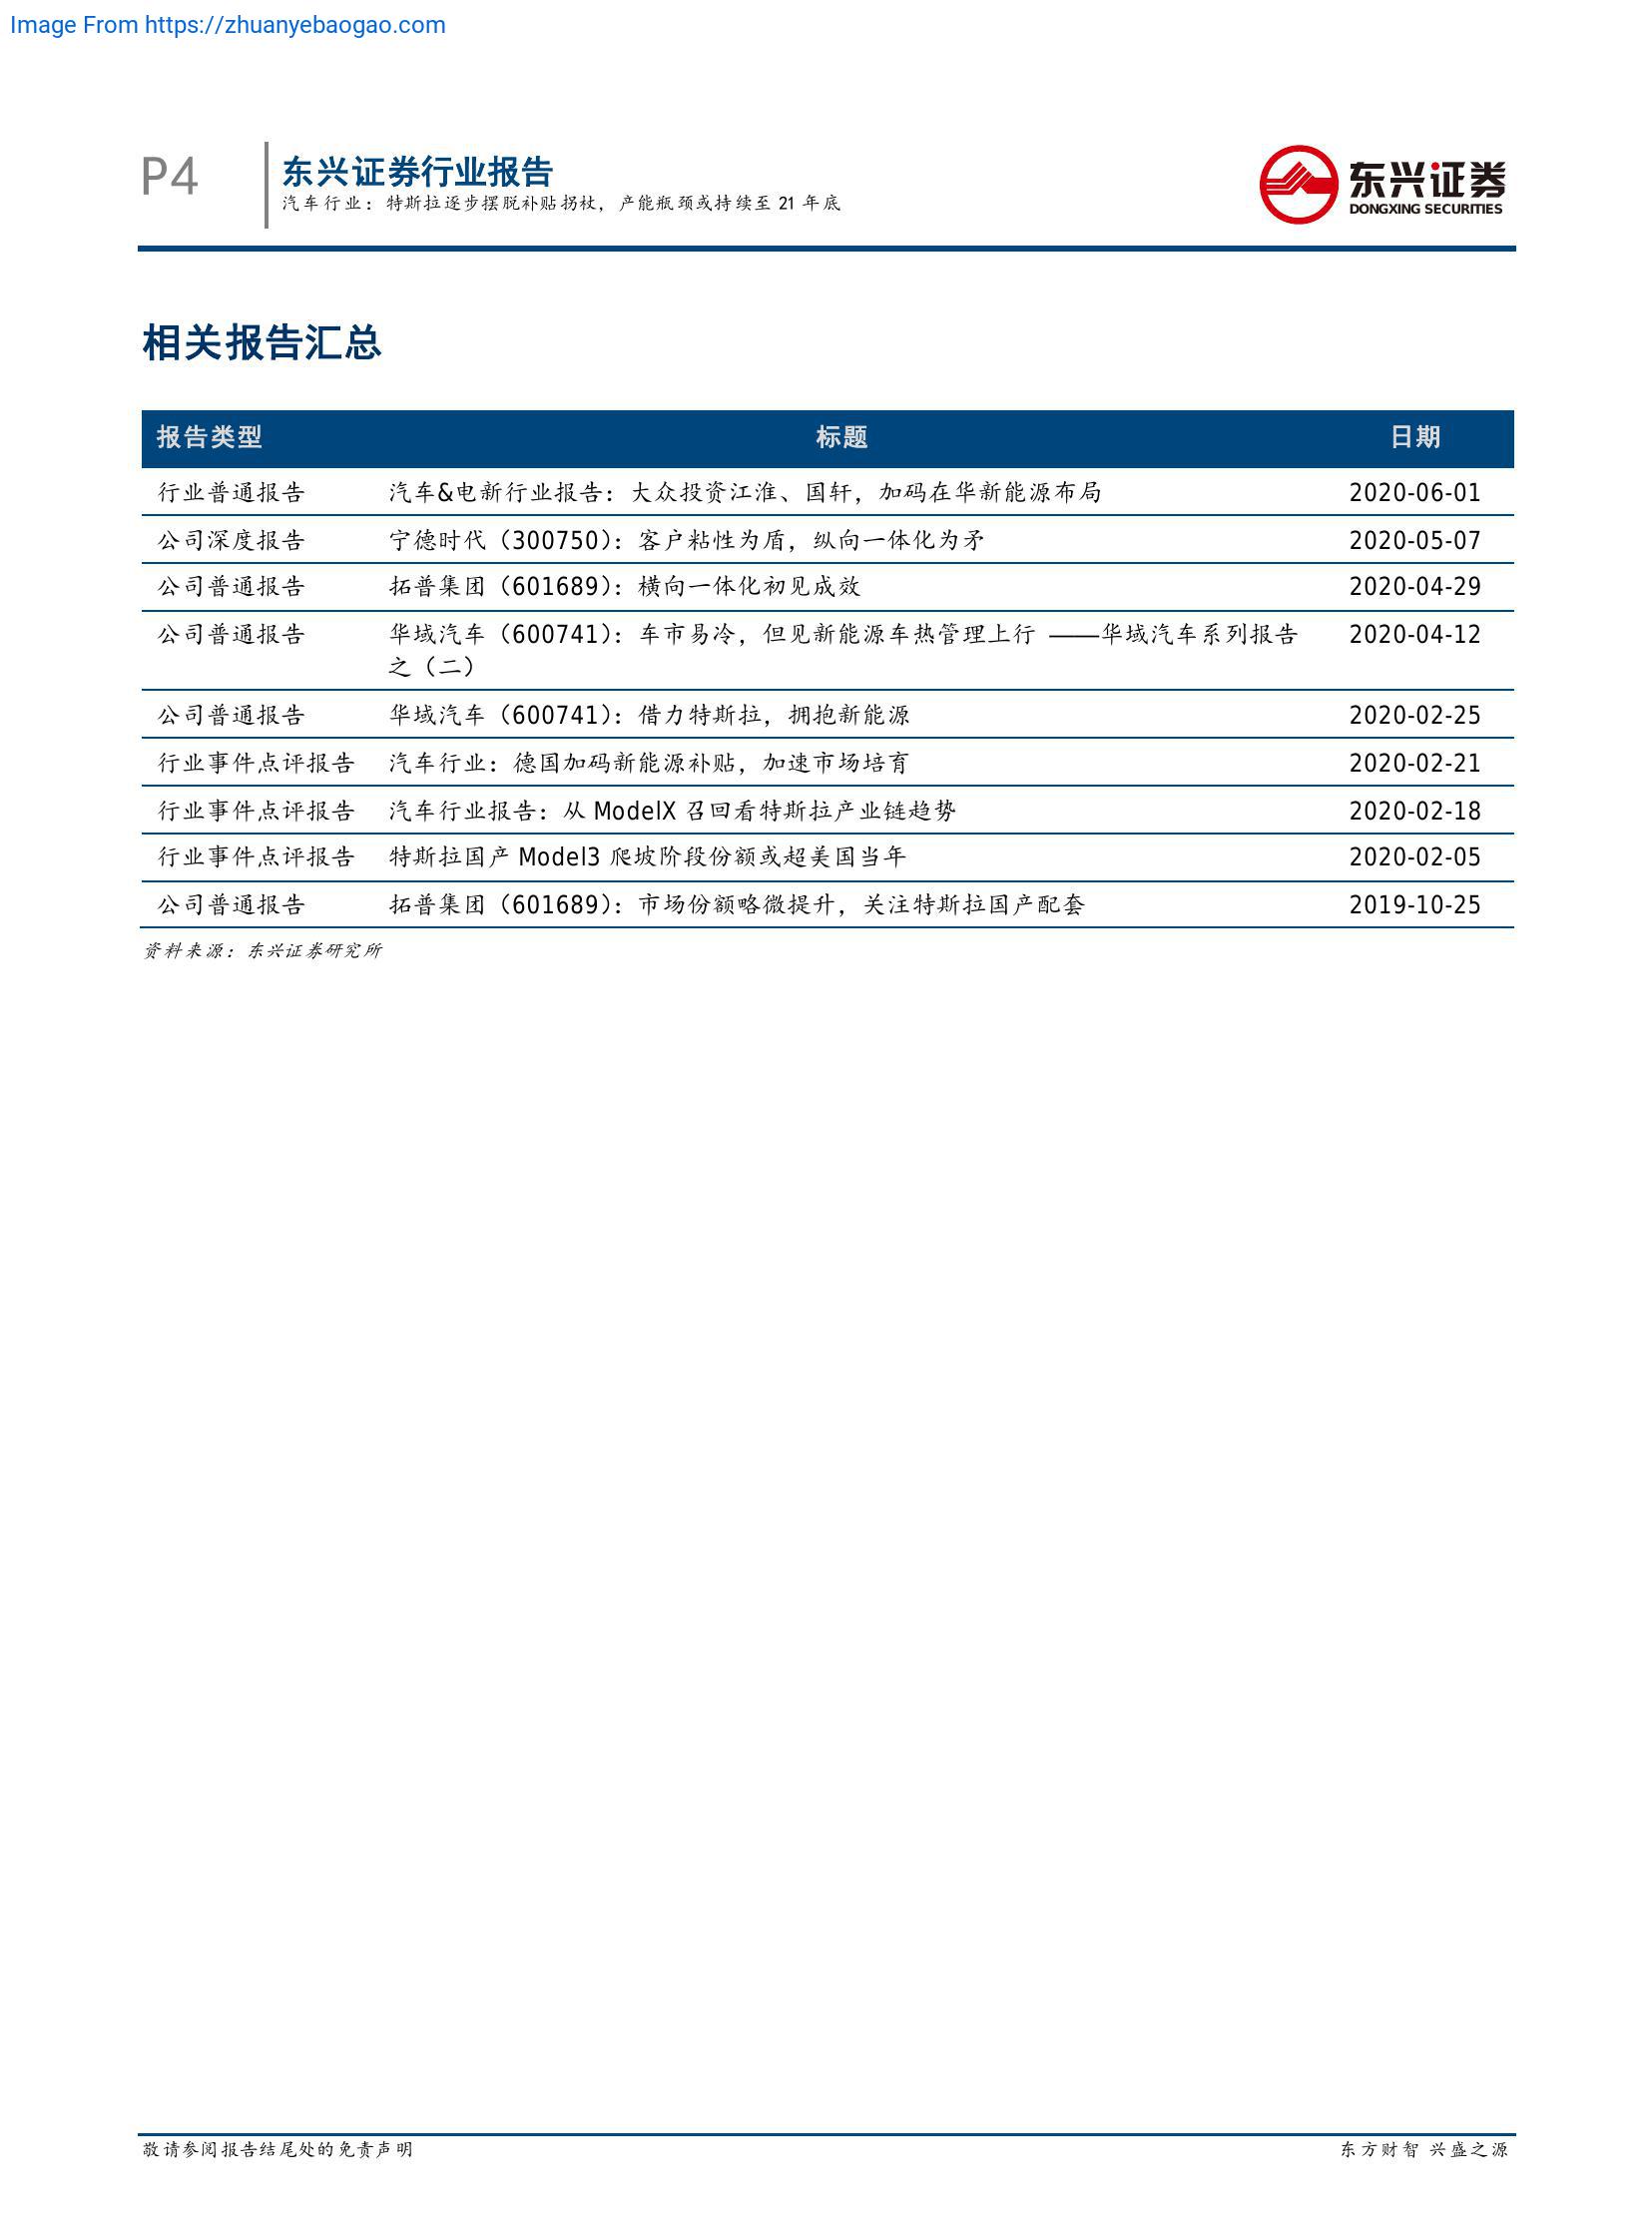 Image From https://zhuanyebaogao.com
P4
东兴证券行业报告
汽车行业：特斯拉逐步摆脱补贴拐杖，产能瓶颈或持续至 21 年底
东兴证券
DONGXING SECURITIES
相关报告汇总
报告类型 标题 日期
行业普通报告 汽车&电新行业报告：大众投资江淮、国轩，加码在华新能源布局 2020-06-01
公司深度报告 宁德时代（300750）：客户粘性为盾，纵向一体化为矛 2020-05-07
公司普通报告 拓普集团（601689）：横向一体化初见成效 2020-04-29
公司普通报告 华域汽车（600741）：车市易冷，但见新能源车热管理上行 ——华域汽车系列报告 2020-04-12
之（二）
公司普通报告 华域汽车（600741）：借力特斯拉，拥抱新能源 2020-02-25
行业事件点评报告 汽车行业：德国加码新能源补贴，加速市场培育 2020-02-21
行业事件点评报告 汽车行业报告：从 ModelX 召回看特斯拉产业链趋势 2020-02-18
行业事件点评报告 特斯拉国产 Model3 爬坡阶段份额或超美国当年 2020-02-05
公司普通报告 拓普集团（601689）：市场份额略微提升，关注特斯拉国产配套 2019-10-25
资料来源：东兴证券研究所
敬请参阅报告结尾处的免责声明 东方财智 兴盛之源